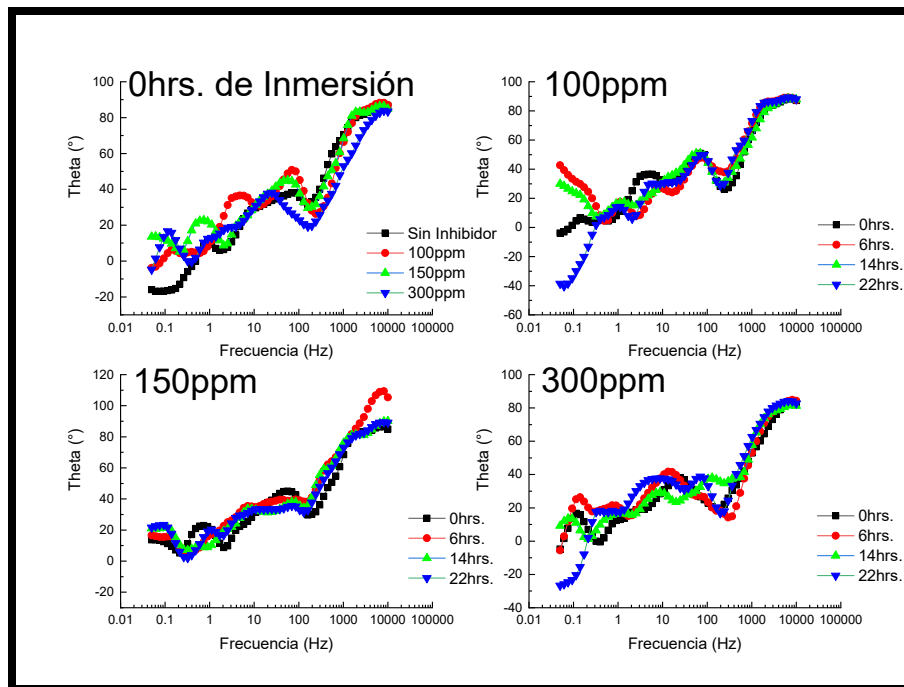 0hrs. de Inmersión
100
80
60
40
20
0
-20
Theta (°)
0.01 0.1 1 10 100 1000 10000 100000
Frecuencia (Hz)
Sin Inhibidor
100ppm
150ppm
300ppm
100ppm
100
80
60
40
20
0
-20
-40
-60
Theta (°)
0.01 0.1 1 10 100 1000 10000 100000
Frecuencia (Hz)
0hrs.
6hrs.
14hrs.
22hrs.
150ppm
120
100
80
60
40
20
0
-20
Theta (°)
0.01 0.1 1 10 100 1000 10000 100000
Frecuencia (Hz)
0hrs.
6hrs.
14hrs.
22hrs.
300ppm
100
80
60
40
20
0
-20
-40
Theta (°)
0.01 0.1 1 10 100 1000 10000 100000
Frecuencia (Hz)
0hrs.
6hrs.
14hrs.
22hrs.